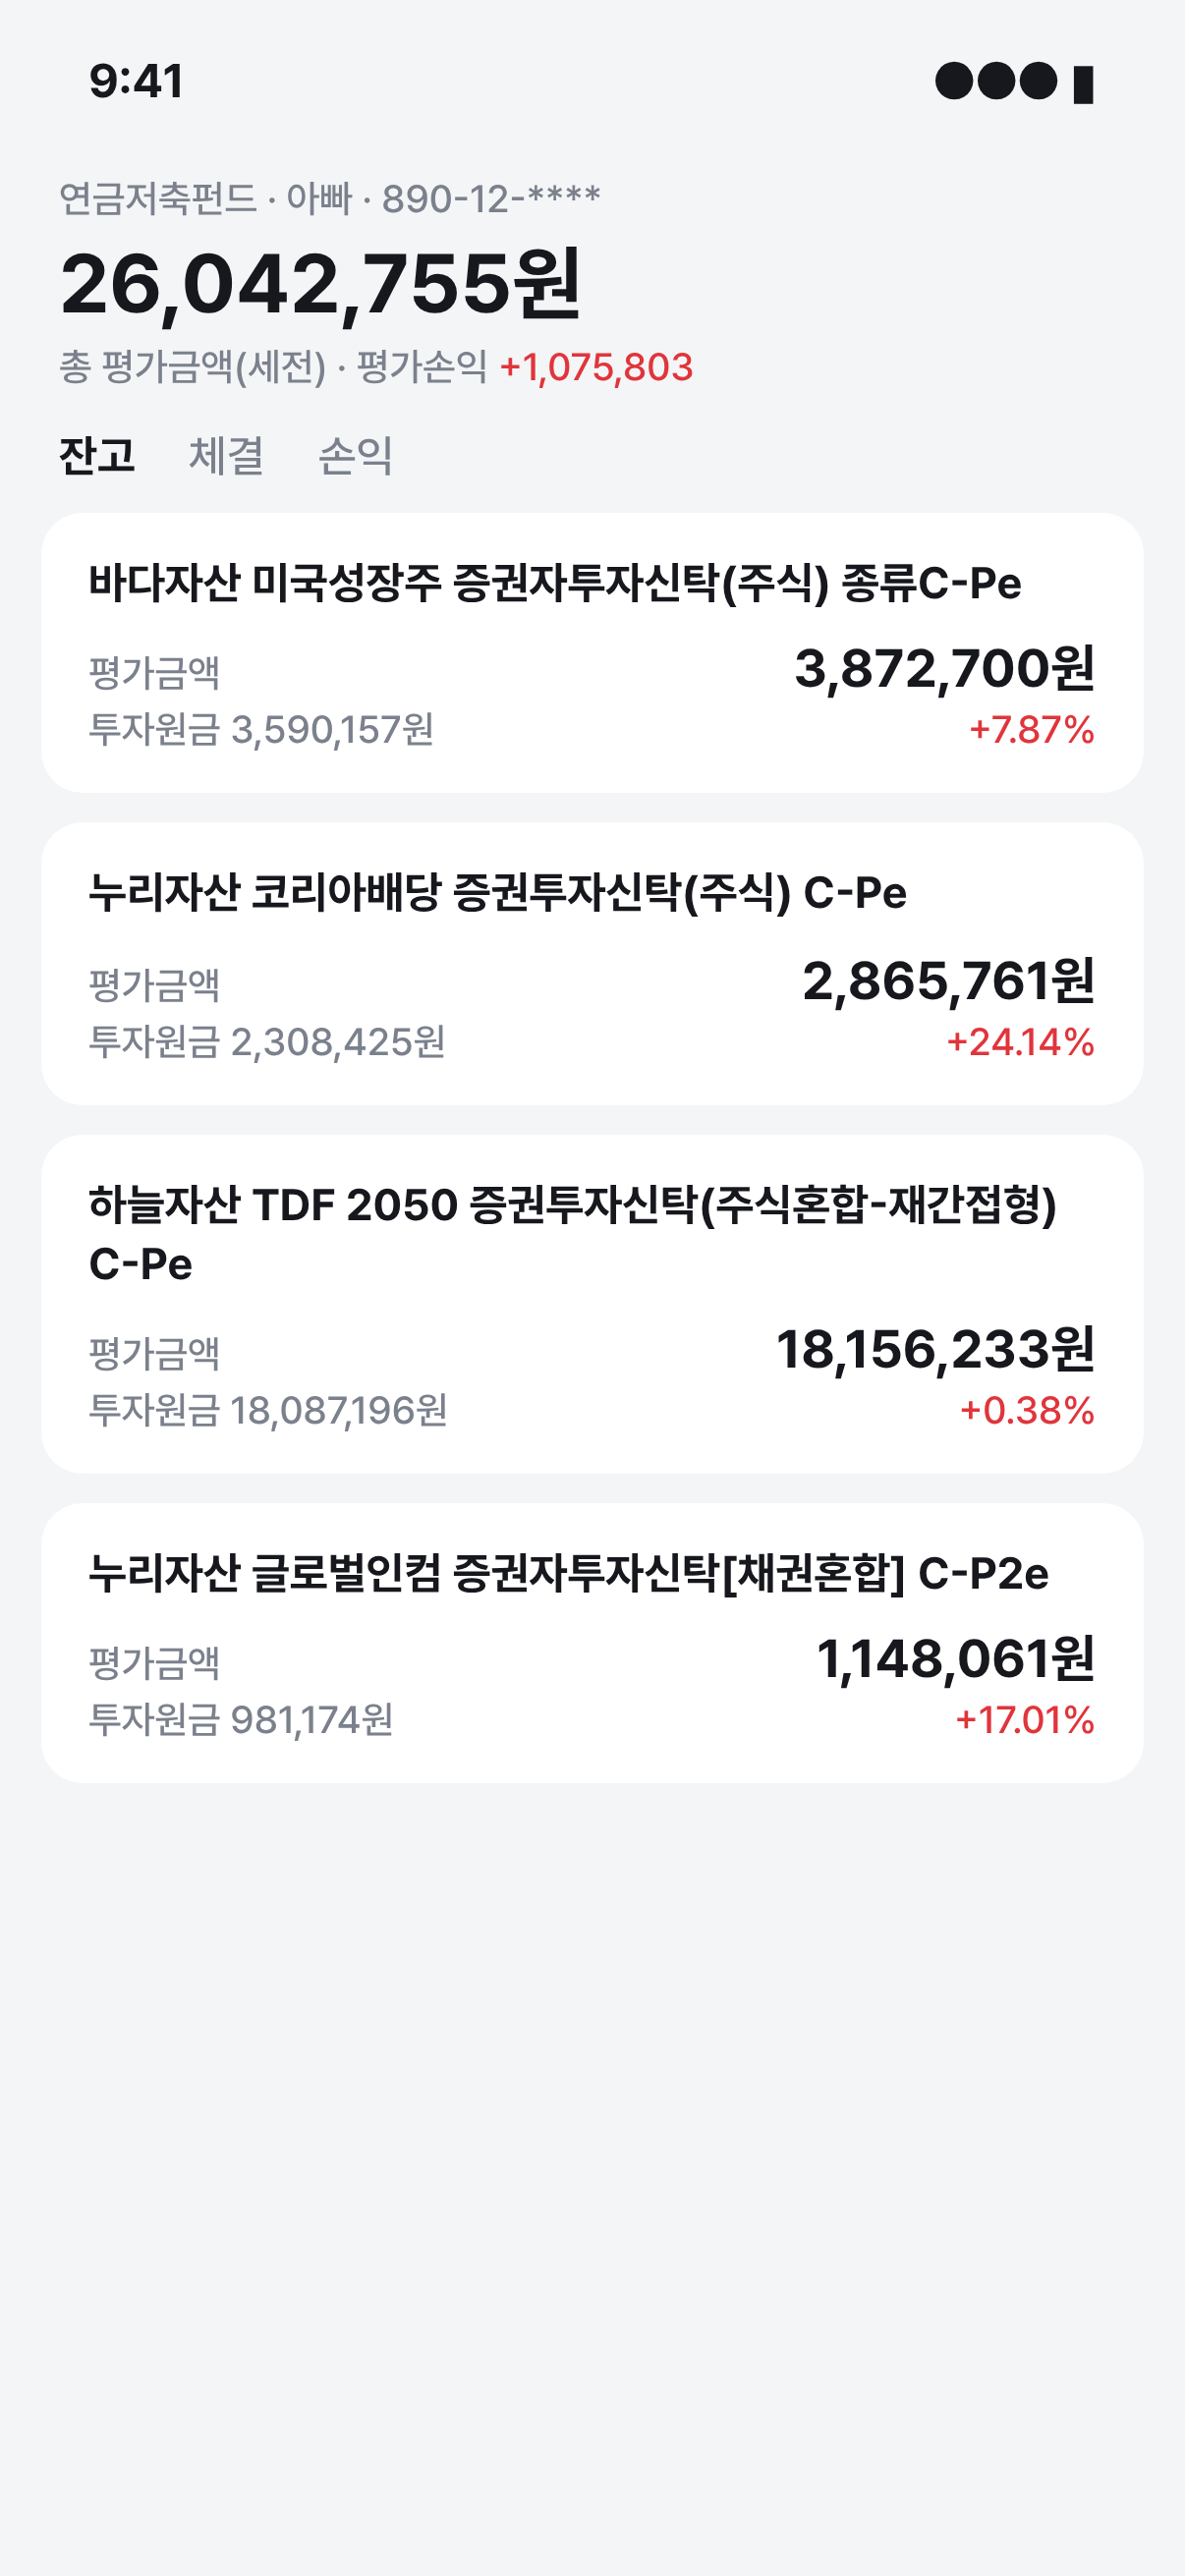 9:41
연금저축펀드 · 아빠 · 890-12-****
26,042,755원
총 평가금액(세전) · 평가손익 +1,075,803
잔고 체결 손익
바다자산 미국성장주 증권자투자신탁(주식) 종류C-Pe
평가금액 3,872,700원
투자원금 3,590,157원 +7.87%
누리자산 코리아배당 증권투자신탁(주식) C-Pe
평가금액 2,865,761원
투자원금 2,308,425원 +24.14%
하늘자산 TDF 2050 증권투자신탁(주식혼합-재간접형)
C-Pe
평가금액 18,156,233원
투자원금 18,087,196원 +0.38%
누리자산 글로벌인컴 증권자투자신탁[채권혼합] C-P2e
평가금액 1,148,061원
투자원금 981,174원 +17.01%